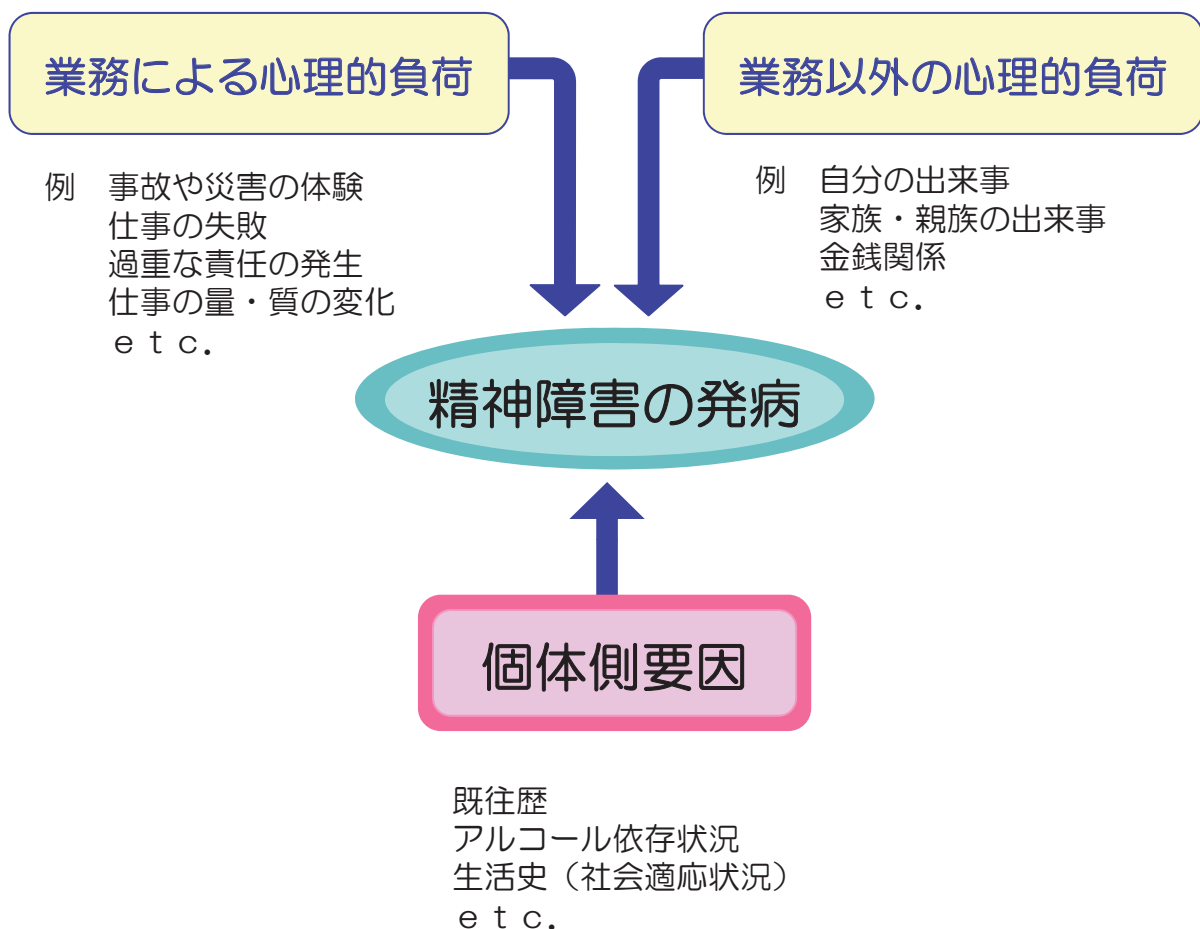 業務による心理的負荷
例　事故や災害の体験
仕事の失敗
過重な責任の発生
仕事の量・質の変化
ｅｔｃ．
業務以外の心理的負荷
例　自分の出来事
家族・親族の出来事
金銭関係
ｅｔｃ．
精神障害の発病
個体側要因
既往歴
アルコール依存状況
生活史（社会適応状況）
ｅｔｃ．